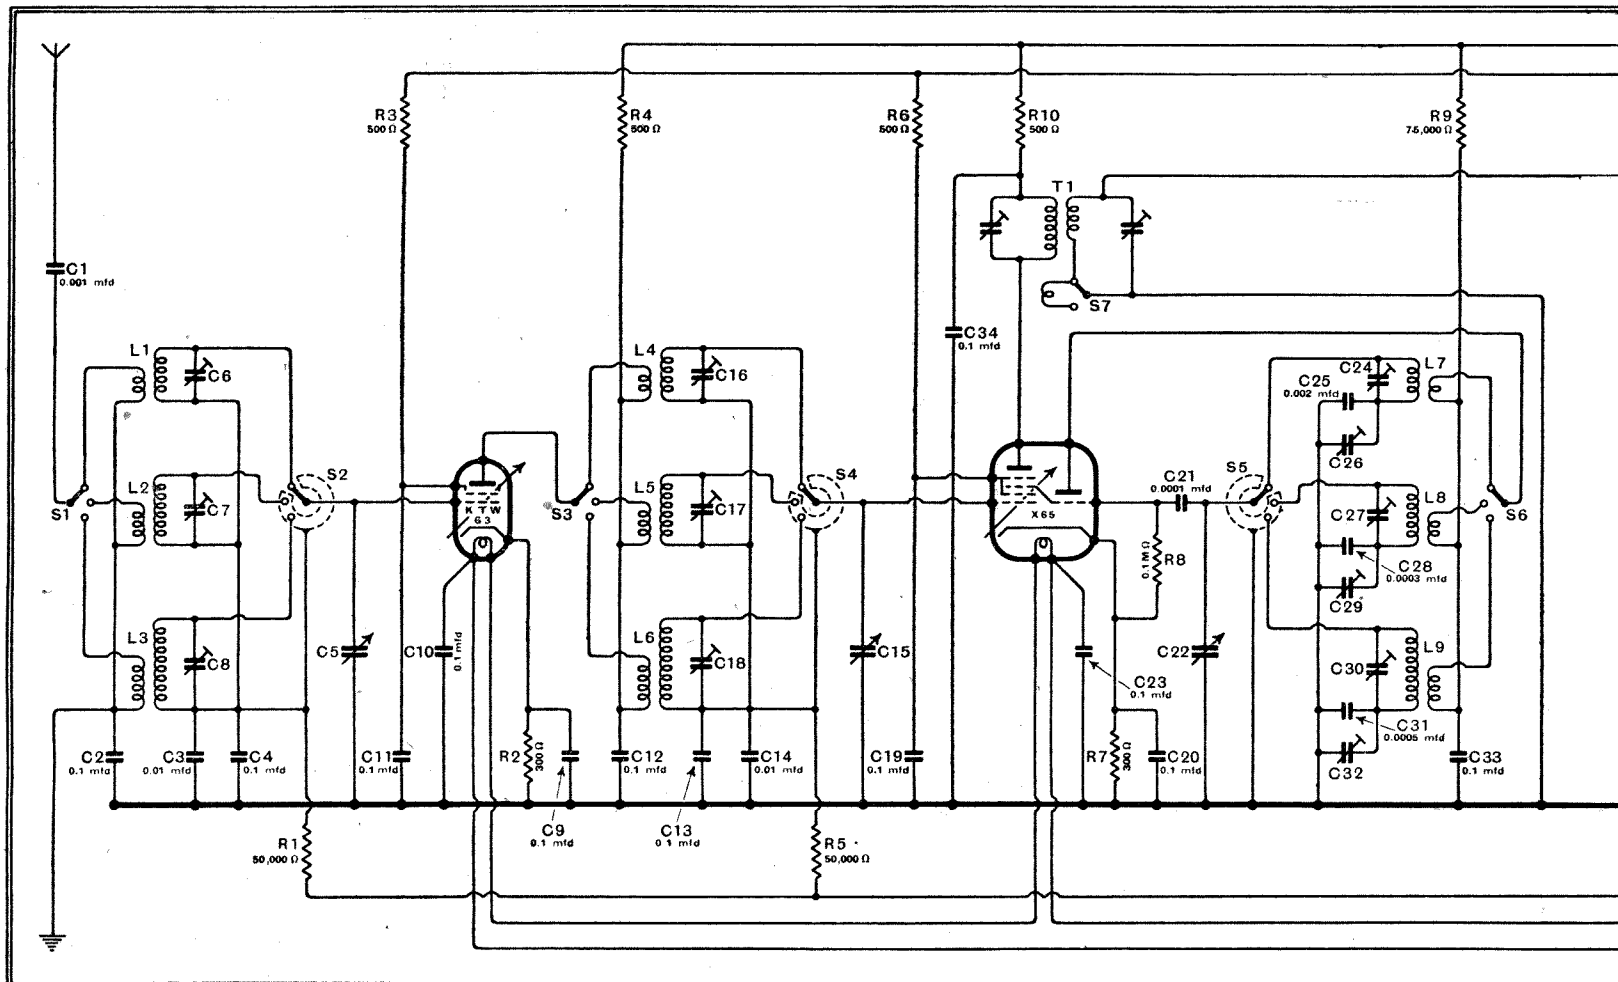 R3
500 Ω
R4
500 Ω
R6
500 Ω
R10
500 Ω
R9
75,000 Ω
T1
C1
0.001 mfd
S7
C34
0.1 mfd
L1
C6
L4
C16
C24
L7
C25
0.002 mfd
C26
S1
L2
C7
S2
K T W
63
S3
L5
C17
S4
X65
C21
0.0001 mfd
S5
C27
L8
S6
0.1 MΩ
R8
C28
0.0003 mfd
C29
L3
C8
C5
C10
0.1 mfd
L6
C18
C15
C23
0.1 mfd
C22
C30
L9
C31
0.0005 mfd
C2
0.1 mfd
C3
0.01 mfd
C4
0.1 mfd
C11
0.1 mfd
R2
300 Ω
C12
0.1 mfd
C14
0.01 mfd
C19
0.1 mfd
R7
300 Ω
C20
0.1 mfd
C32
C33
0.1 mfd
C9
0.1 mfd
C13
0.1 mfd
R1
50,000 Ω
R5
50,000 Ω